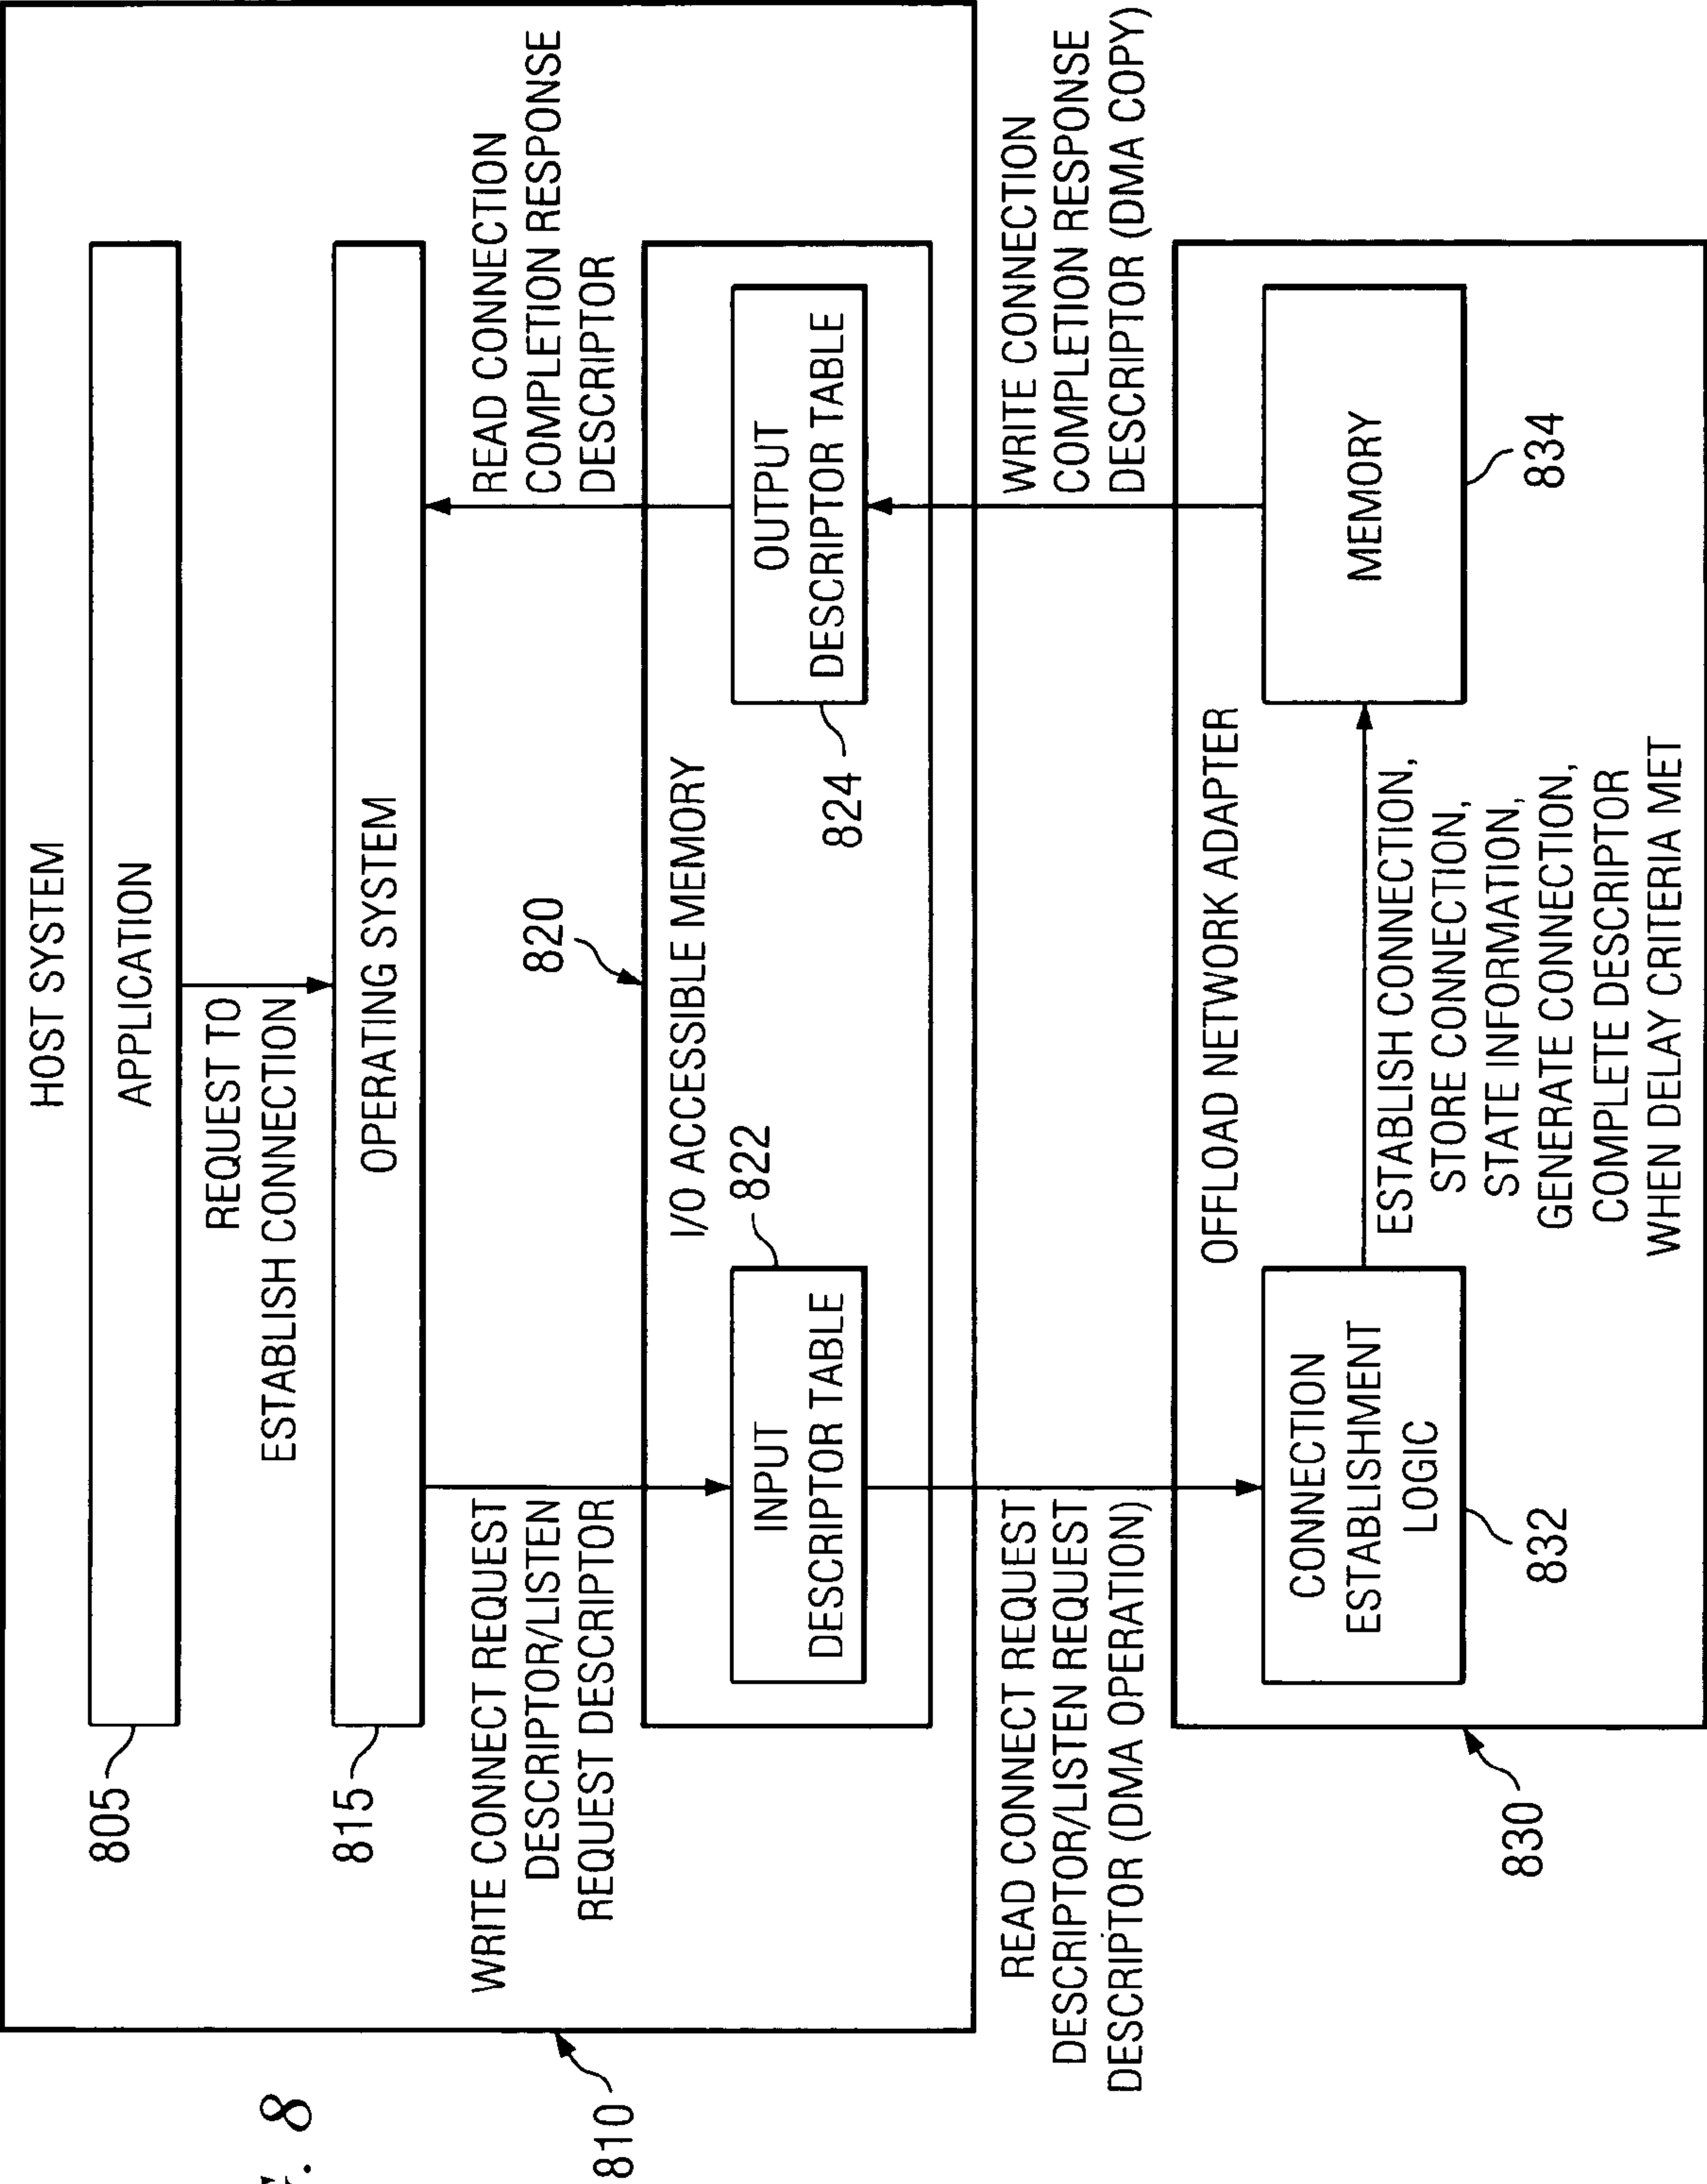 8
HOST SYSTEM
805
APPLICATION
REQUEST TO
ESTABLISH CONNECTION
815
OPERATING SYSTEM
WRITE CONNECT REQUEST
DESCRIPTOR/LISTEN
REQUEST DESCRIPTOR
820
READ CONNECTION
COMPLETION RESPONSE
DESCRIPTOR
810
I/O ACCESSIBLE MEMORY
822
INPUT
DESCRIPTOR TABLE
824
OUTPUT
DESCRIPTOR TABLE
READ CONNECT REQUEST
DESCRIPTOR/LISTEN REQUEST
DESCRIPTOR (DMA OPERATION)
WRITE CONNECTION
COMPLETION RESPONSE
DESCRIPTOR (DMA COPY)
OFFLOAD NETWORK ADAPTER
CONNECTION
ESTABLISHMENT
LOGIC
832
ESTABLISH CONNECTION,
STORE CONNECTION,
STATE INFORMATION,
GENERATE CONNECTION,
COMPLETE DESCRIPTOR
WHEN DELAY CRITERIA MET
MEMORY
834
830